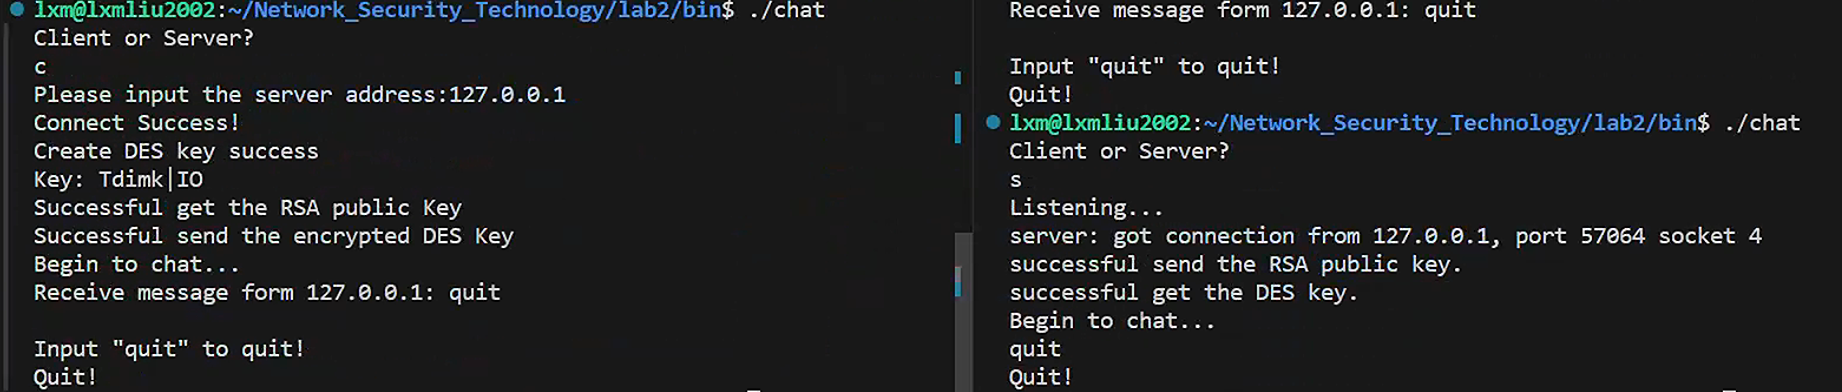 lxm@lxmliu2002:~/Network_Security_Technology/lab2/bin$ ./chat
Client or Server?
c
Please input the server address:127.0.0.1
Connect Success!
Create DES key success
Key: Tdimk|IO
Successful get the RSA public Key
Successful send the encrypted DES Key
Begin to chat...
Receive message form 127.0.0.1: quit
Input "quit" to quit!
Quit!
Receive message form 127.0.0.1: quit
Input "quit" to quit!
Quit!
lxm@lxmliu2002:~/Network_Security_Technology/lab2/bin$ ./chat
Client or Server?
s
Listening...
server: got connection from 127.0.0.1, port 57064 socket 4
successful send the RSA public key.
successful get the DES key.
Begin to chat...
quit
Quit!